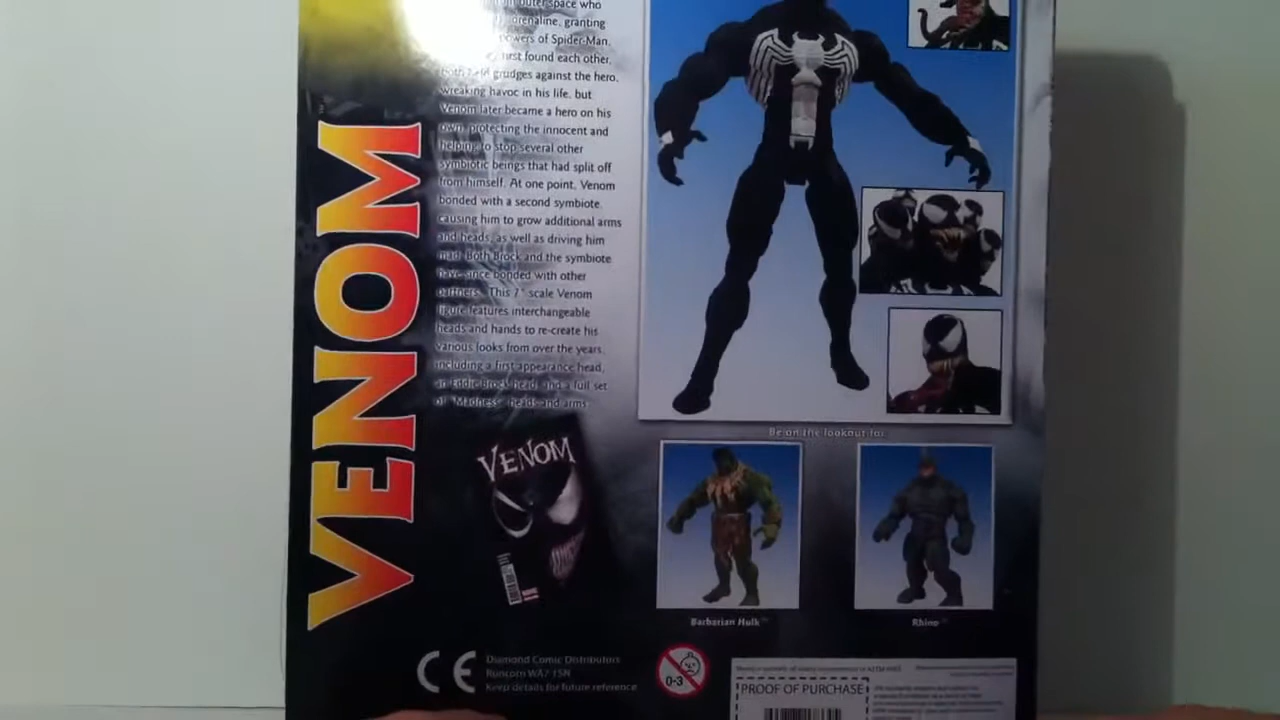 VENOM
outer space who
adrenaline, granting
powers of Spider-Man.
first found each other,
both held grudges against the hero,
wreaking havoc in his life, but
Venom later became a hero on his
own, protecting the innocent and
helping to stop several other
symbiotic beings that had split off
from himself. At one point, Venom
bonded with a second symbiote,
causing him to grow additional arms
and heads, as well as driving him
mad. Both Brock and the symbiote
have since bonded with other
partners. This 7" scale Venom
figure features interchangeable
heads and hands to re-create his
various looks from over the years,
including a first appearance head,
an Eddie Brock head, and a full set
of "Madness" heads and arms.
VENOM
Be on the lookout for
Barbarian Hulk™
Rhino™
CE
Diamond Comic Distributors
Runcorn WA7 1SR
Keep details for future reference
0-3
PROOF OF PURCHASE